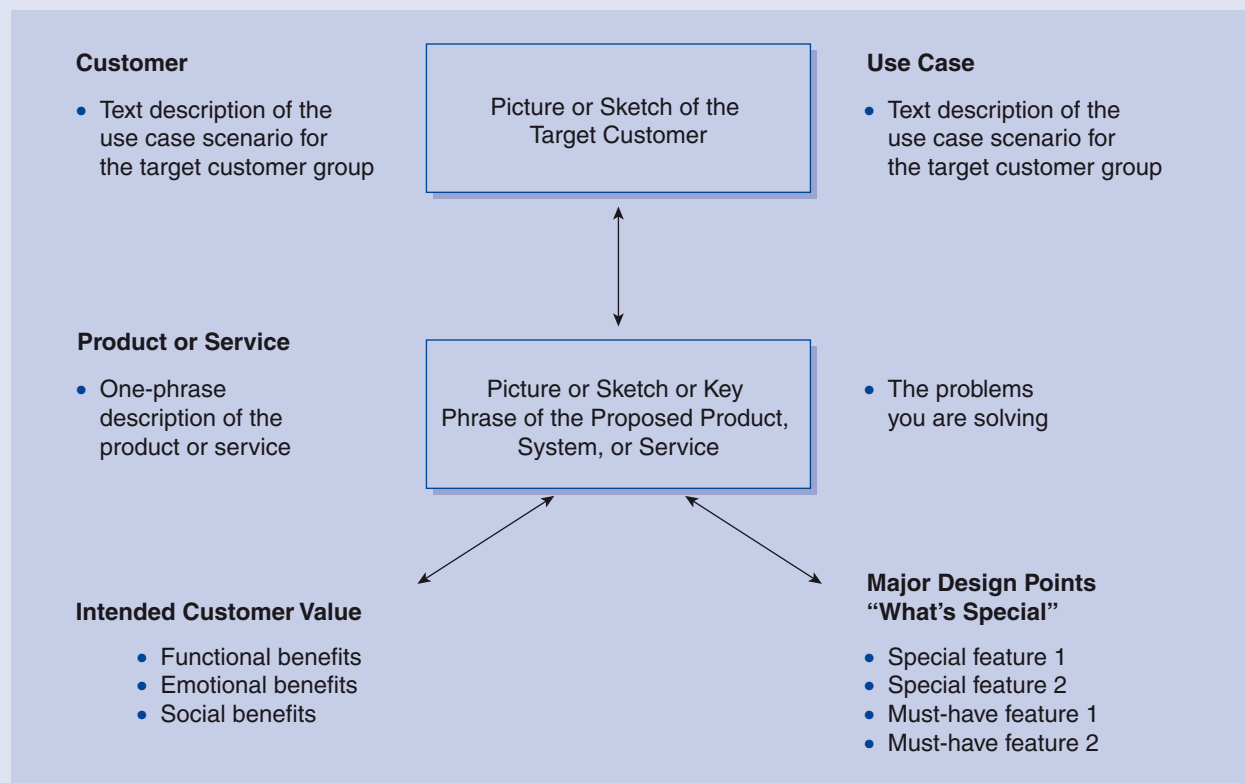 Customer
• Text description of the
use case scenario for
the target customer group
Picture or Sketch of the
Target Customer
Use Case
• Text description of the
use case scenario for
the target customer group
Product or Service
• One-phrase
description of the
product or service
Picture or Sketch or Key
Phrase of the Proposed Product,
System, or Service
• The problems
you are solving
Intended Customer Value
• Functional benefits
• Emotional benefits
• Social benefits
Major Design Points
“What’s Special”
• Special feature 1
• Special feature 2
• Must-have feature 1
• Must-have feature 2